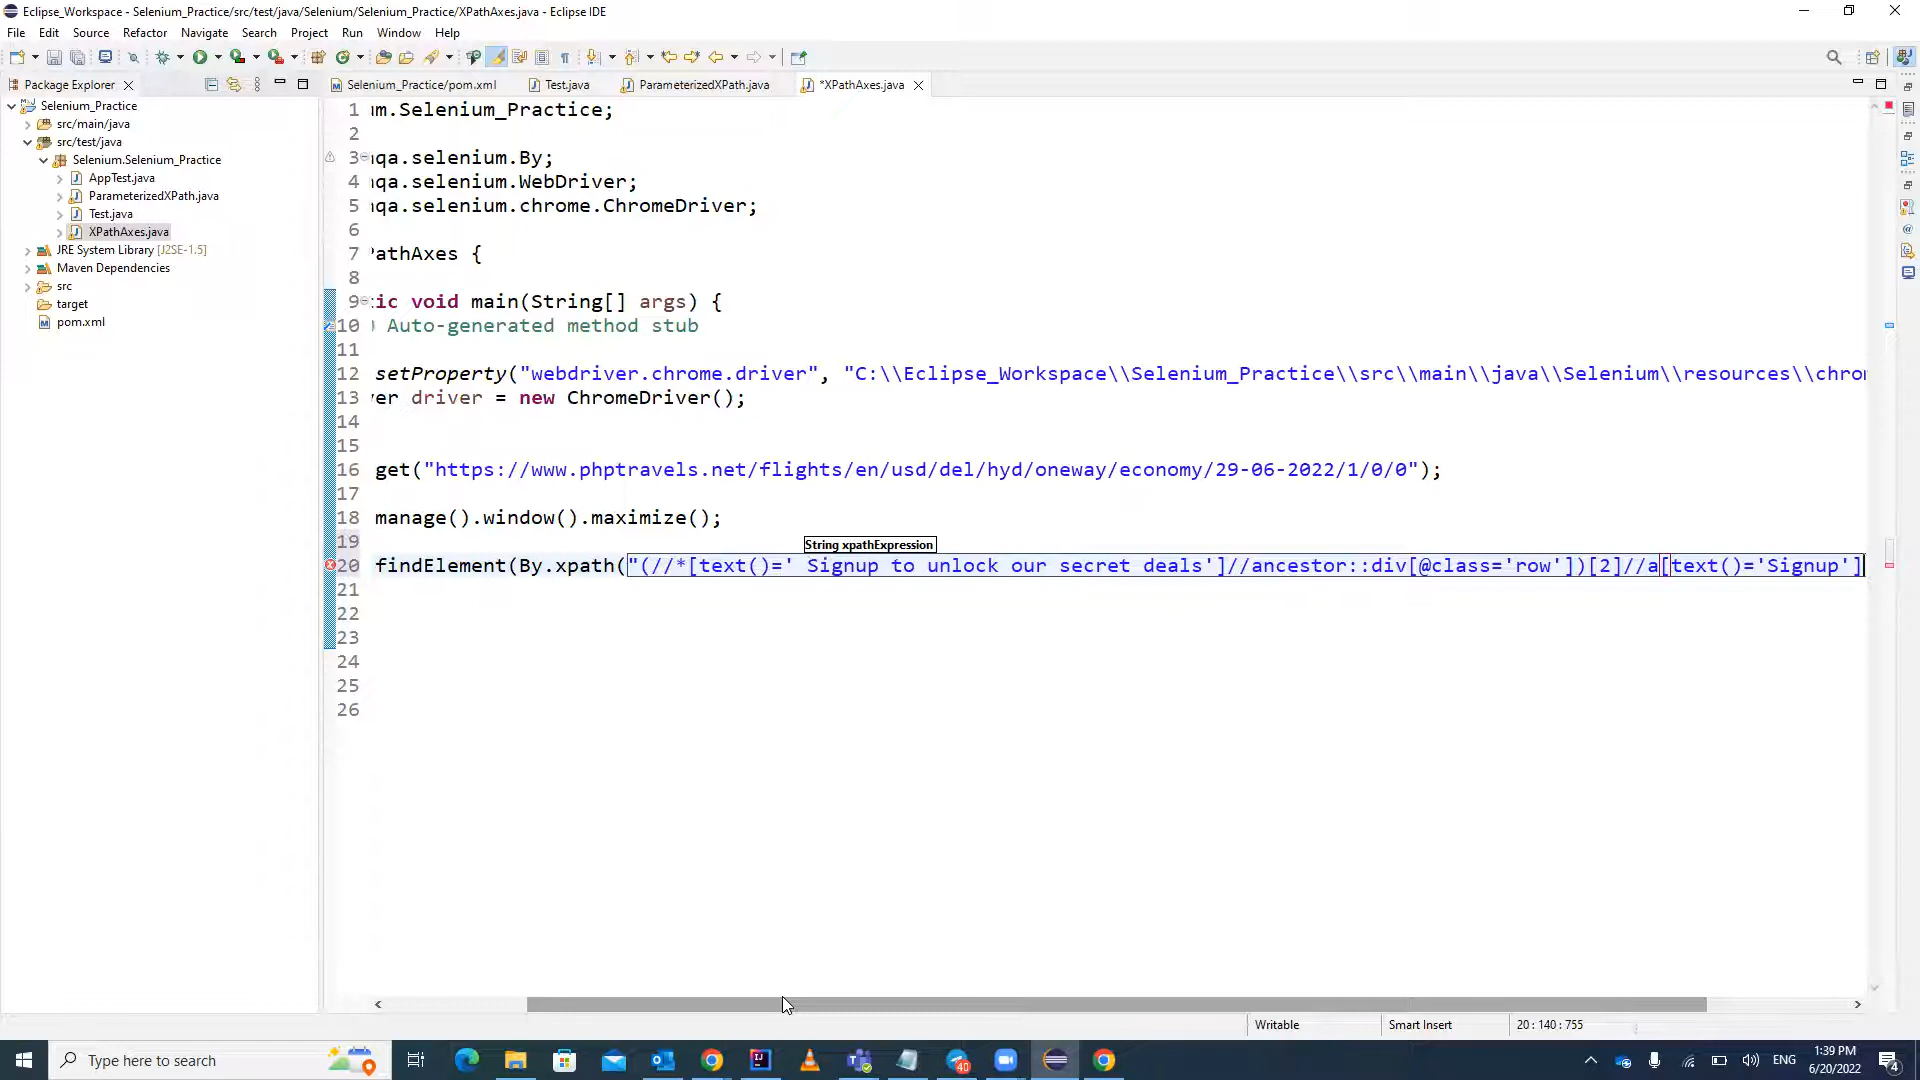 Eclipse_Workspace - Selenium_Practice/src/test/java/Selenium/Selenium_Practice/XPathAxes.java - Eclipse IDE
File Edit Source Refactor Navigate Search Project Run Window Help
Package Explorer
Selenium_Practice/pom.xml Test.java ParameterizedXPath.java *XPathAxes.java
Selenium_Practice
src/main/java
src/test/java
Selenium.Selenium_Practice
AppTest.java
ParameterizedXPath.java
Test.java
XPathAxes.java
JRE System Library [J2SE-1.5]
Maven Dependencies
src
target
pom.xml
1 m.Selenium_Practice;
2
3 qa.selenium.By;
4 qa.selenium.WebDriver;
5 qa.selenium.chrome.ChromeDriver;
6
7 PathAxes {
8
9 tic void main(String[] args) {
10 Auto-generated method stub
11
12 setProperty("webdriver.chrome.driver", "C:\\Eclipse_Workspace\\Selenium_Practice\\src\\main\\java\\Selenium\\resources\\chrom
13 er driver = new ChromeDriver();
14
15
16 get("https://www.phptravels.net/flights/en/usd/del/hyd/oneway/economy/29-06-2022/1/0/0");
17
18 manage().window().maximize();
19
String xpathExpression
20 findElement(By.xpath("(//*[text()=' Signup to unlock our secret deals']//ancestor::div[@class='row'])[2]//a[text()='Signup']
21
22
23
24
25
26
Writable Smart Insert 20 : 140 : 755
Type here to search
40
ENG
1:39 PM
6/20/2022
4